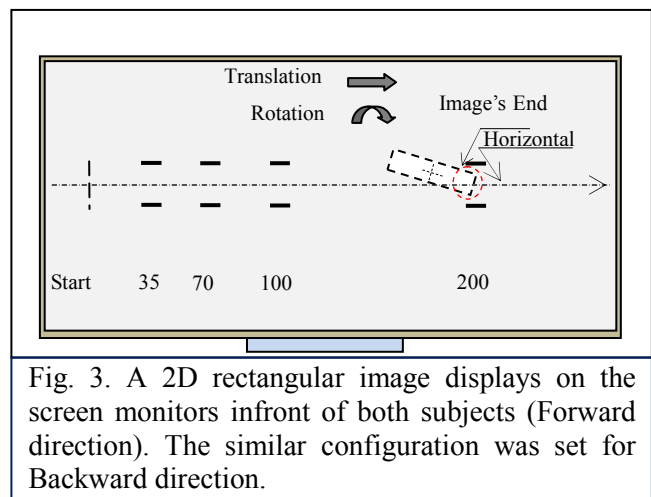 Translation
Rotation
Image's End
Horizontal
Start 35 70 100 200
Fig. 3. A 2D rectangular image displays on the
screen monitors infront of both subjects (Forward
direction). The similar configuration was set for
Backward direction.